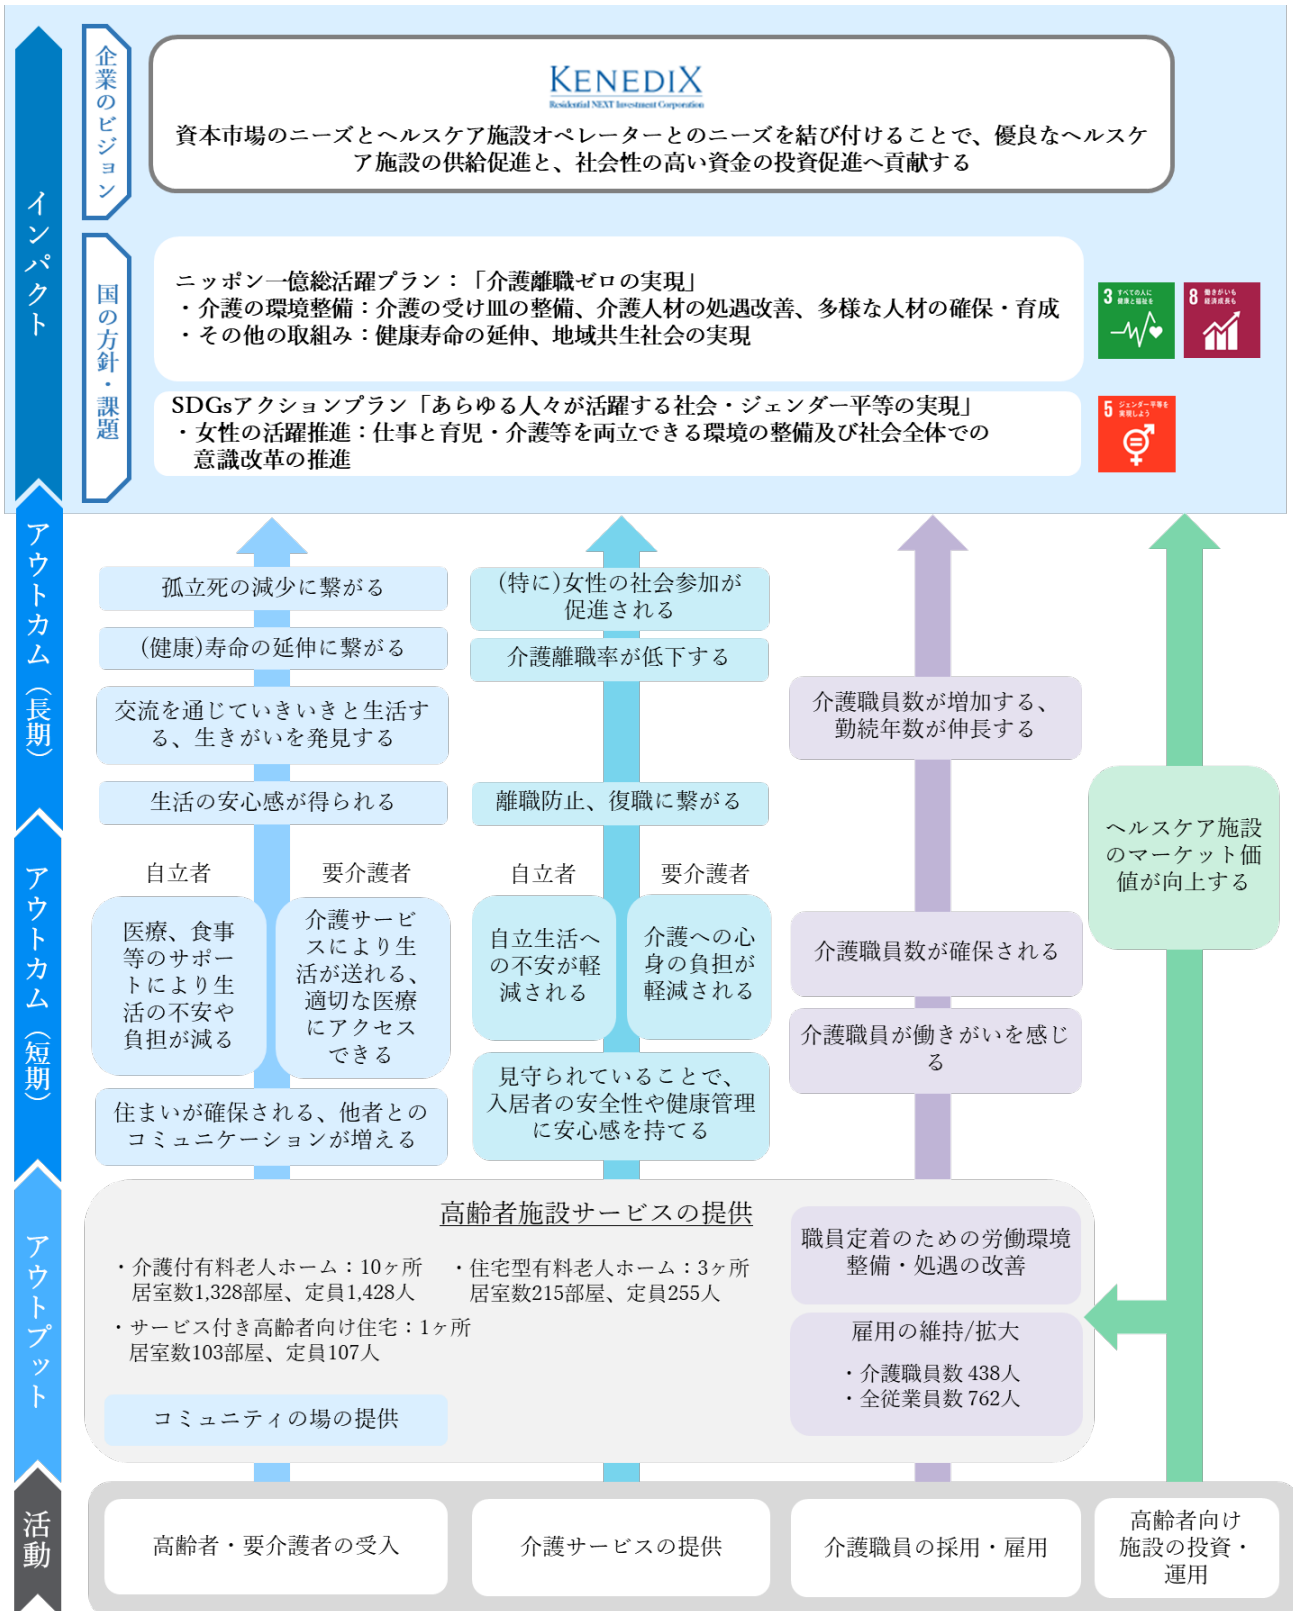 インパクト
企業のビジョン
KENEDIX
Residential NEXT Investment Corporation
資本市場のニーズとヘルスケア施設オペレーターとのニーズを結び付けることで、優良なヘルスケ
ア施設の供給促進と、社会性の高い資金の投資促進へ貢献する
国の方針・課題
ニッポン一億総活躍プラン：「介護離職ゼロの実現」
・介護の環境整備：介護の受け皿の整備、介護人材の処遇改善、多様な人材の確保・育成
・その他の取組み：健康寿命の延伸、地域共生社会の実現
3 すべての人に
健康と福祉を
8 働きがいも
経済成長も
SDGsアクションプラン「あらゆる人々が活躍する社会・ジェンダー平等の実現」
・女性の活躍推進：仕事と育児・介護等を両立できる環境の整備及び社会全体での
意識改革の推進
5 ジェンダー平等を
実現しよう
アウトカム（長期）
孤立死の減少に繋がる
(健康)寿命の延伸に繋がる
交流を通じていきいきと生活す
る、生きがいを発見する
生活の安心感が得られる
(特に)女性の社会参加が
促進される
介護離職率が低下する
離職防止、復職に繋がる
介護職員数が増加する、
勤続年数が伸長する
ヘルスケア施設
のマーケット価
値が向上する
アウトカム（短期）
自立者
要介護者
医療、食事
等のサポー
トにより生
活の不安や
負担が減る
介護サービ
スにより生
活が送れる、
適切な医療
にアクセス
できる
住まいが確保される、他者との
コミュニケーションが増える
自立者
要介護者
自立生活へ
の不安が軽
減される
介護への心
身の負担が
軽減される
見守られていることで、
入居者の安全性や健康管理
に安心感を持てる
介護職員数が確保される
介護職員が働きがいを感じ
る
アウトプット
高齢者施設サービスの提供
・介護付有料老人ホーム：10ヶ所
居室数1,328部屋、定員1,428人
・住宅型有料老人ホーム：3ヶ所
居室数215部屋、定員255人
・サービス付き高齢者向け住宅：1ヶ所
居室数103部屋、定員107人
コミュニティの場の提供
職員定着のための労働環境
整備・処遇の改善
雇用の維持/拡大
・介護職員数 438人
・全従業員数 762人
活動
高齢者・要介護者の受入
介護サービスの提供
介護職員の採用・雇用
高齢者向け
施設の投資・
運用